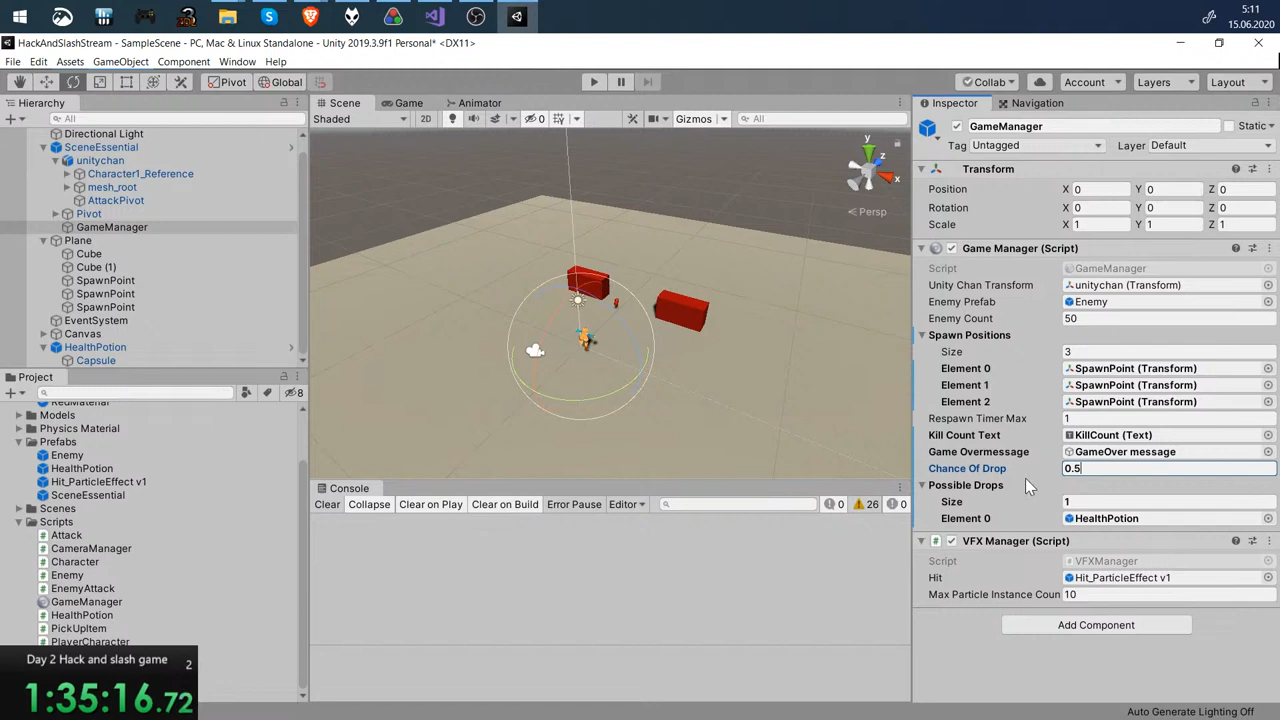 5:11
15.06.2020
HackAndSlashStream - SampleScene - PC, Mac & Linux Standalone - Unity 2019.3.9f1 Personal* <DX11>
File Edit Assets GameObject Component Window Help
Pivot Global Collab Account Layers Layout
Hierarchy
All
Directional Light
SceneEssential
unitychan
Character1_Reference
mesh_root
AttackPivot
Pivot
GameManager
Plane
Cube
Cube (1)
SpawnPoint
SpawnPoint
SpawnPoint
EventSystem
Canvas
HealthPotion
Capsule
Project
8
RedMaterial
Models
Physics Material
Prefabs
Enemy
HealthPotion
Hit_ParticleEffect v1
SceneEssential
Scenes
Scripts
Attack
CameraManager
Character
Enemy
EnemyAttack
GameManager
HealthPotion
PickUpItem
PlayerCharacter
Day 2 Hack and slash game 2
1:35:16.72
Scene Game Animator
Shaded 2D 0 Gizmos All
y
z
x
Persp
Console
Clear Collapse Clear on Play Clear on Build Error Pause Editor 0 26 0
Inspector Navigation
GameManager Static
Tag Untagged Layer Default
Transform
Position X 0 Y 0 Z 0
Rotation X 0 Y 0 Z 0
Scale X 1 Y 1 Z 1
Game Manager (Script)
Script GameManager
Unity Chan Transform unitychan (Transform)
Enemy Prefab Enemy
Enemy Count 50
Spawn Positions
Size 3
Element 0 SpawnPoint (Transform)
Element 1 SpawnPoint (Transform)
Element 2 SpawnPoint (Transform)
Respawn Timer Max 1
Kill Count Text KillCount (Text)
Game Overmessage GameOver message
Chance Of Drop 0.5
Possible Drops
Size 1
Element 0 HealthPotion
VFX Manager (Script)
Script VFXManager
Hit Hit_ParticleEffect v1
Max Particle Instance Coun 10
Add Component
Auto Generate Lighting Off